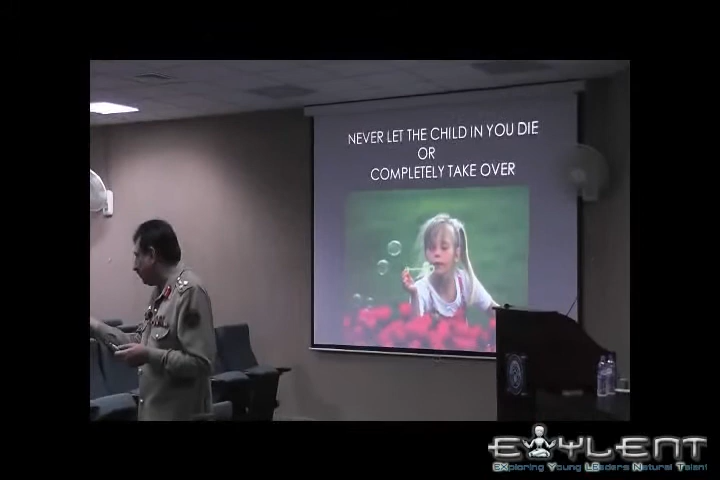 NEVER LET THE CHILD IN YOU DIE
OR
COMPLETELY TAKE OVER
EXYLENT
EXploring Young LEaders Natural Talent